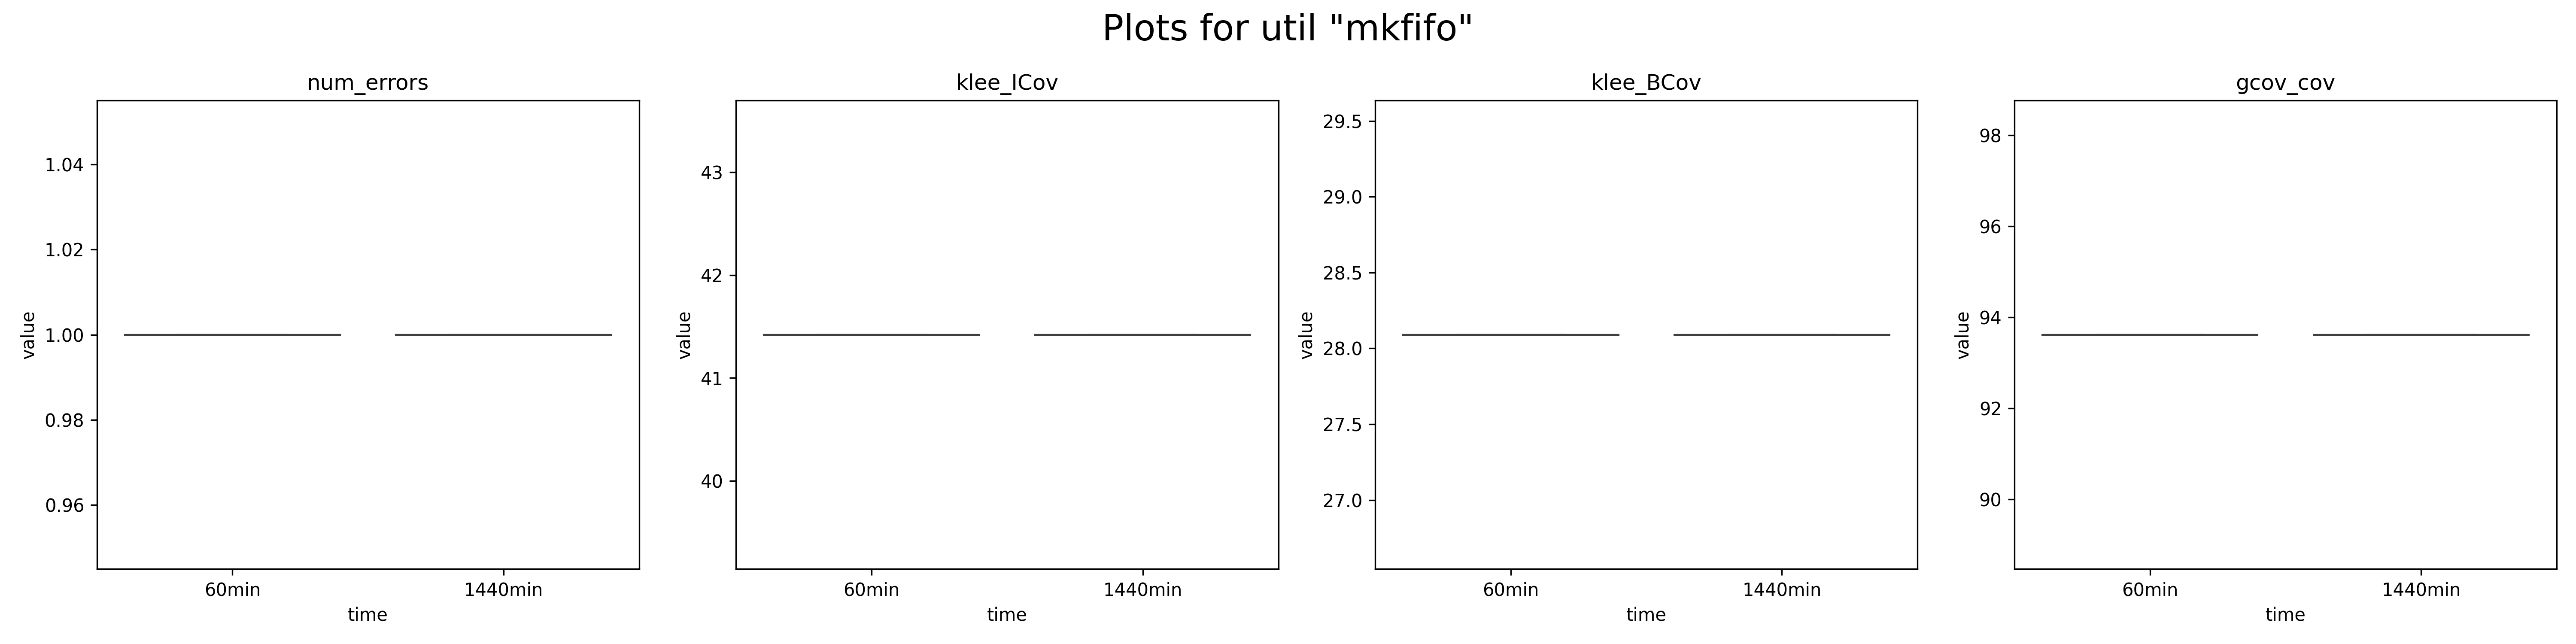 Plots for util "mkfifo"
num_errors
value
1.04
1.02
1.00
0.98
0.96
60min
1440min
time
klee_ICov
value
43
42
41
40
60min
1440min
time
klee_BCov
value
29.5
29.0
28.5
28.0
27.5
27.0
60min
1440min
time
gcov_cov
value
98
96
94
92
90
60min
1440min
time